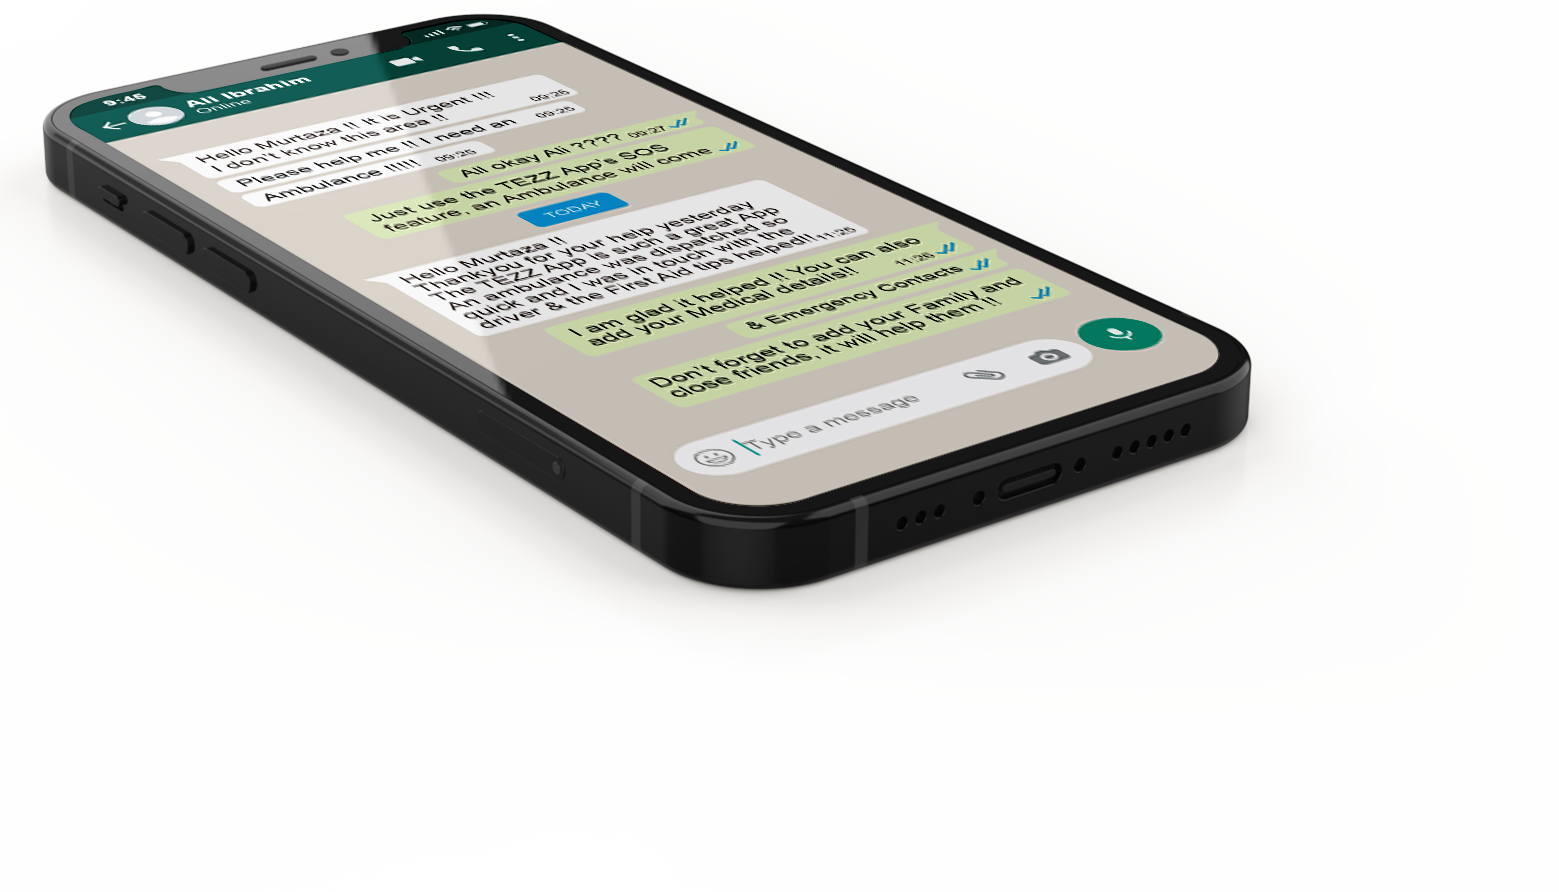 9:45
Ali Ibrahim
Online
Hello Murtaza !! It is Urgent !!!
I don't know this area !!
09:25
Please help me !! I need an
09:25
Ambulance !!!!!
09:25
All okay Ali ????
09:27
Just use the TEZZ App's SOS
feature, an Ambulance will come
TODAY
Hello Murtaza !!
Thankyou for your help yesterday
The TEZZ App is such a great App
An ambulance was dispatched so
quick and I was in touch with the
driver & the First Aid tips helped!!
11:25
I am glad it helped !! You can also
add your Medical details!!
11:26
& Emergency Contacts
Don't forget to add your Family and
close friends, it will help them !!
Type a message